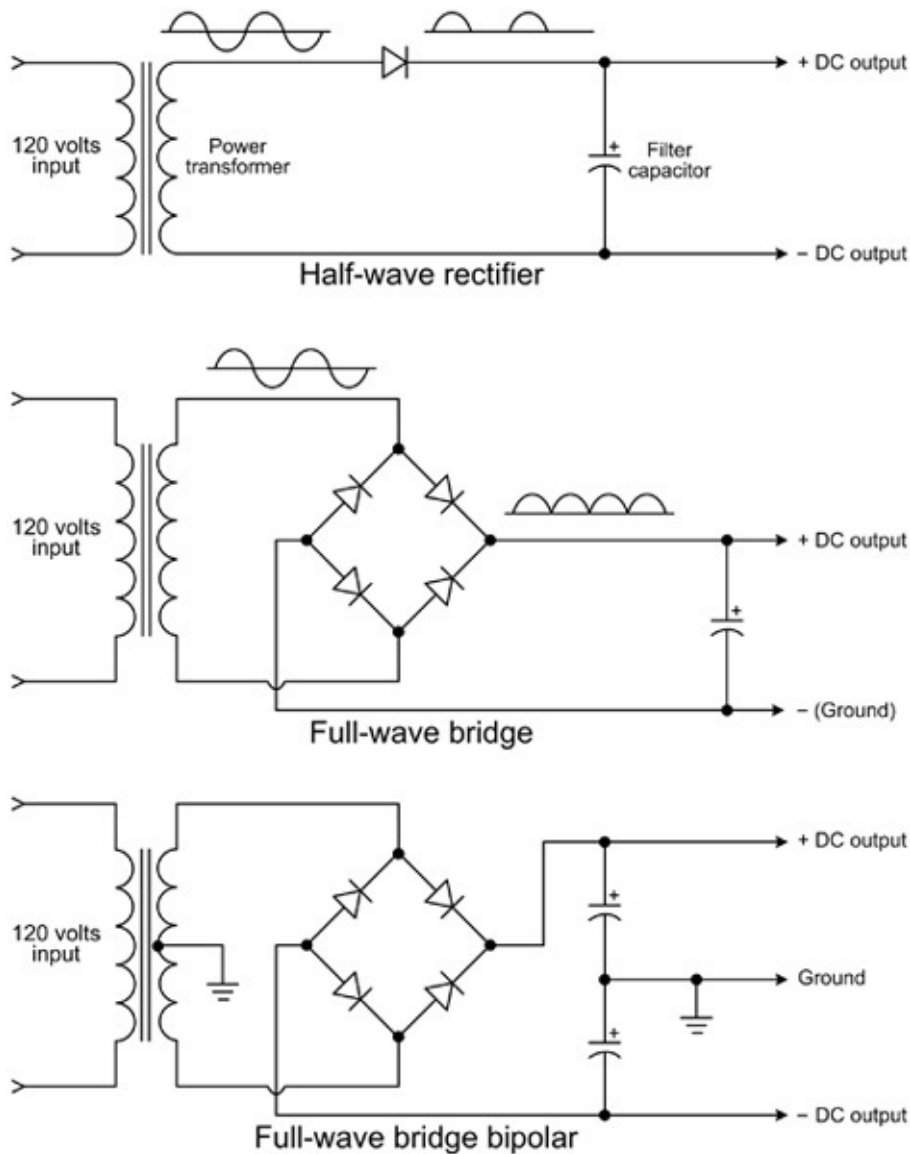 + DC output
120 volts
input
Power
transformer
+
Filter
capacitor
– DC output
Half-wave rectifier
120 volts
input
+ DC output
+
– (Ground)
Full-wave bridge
+ DC output
+
120 volts
input
Ground
+
– DC output
Full-wave bridge bipolar